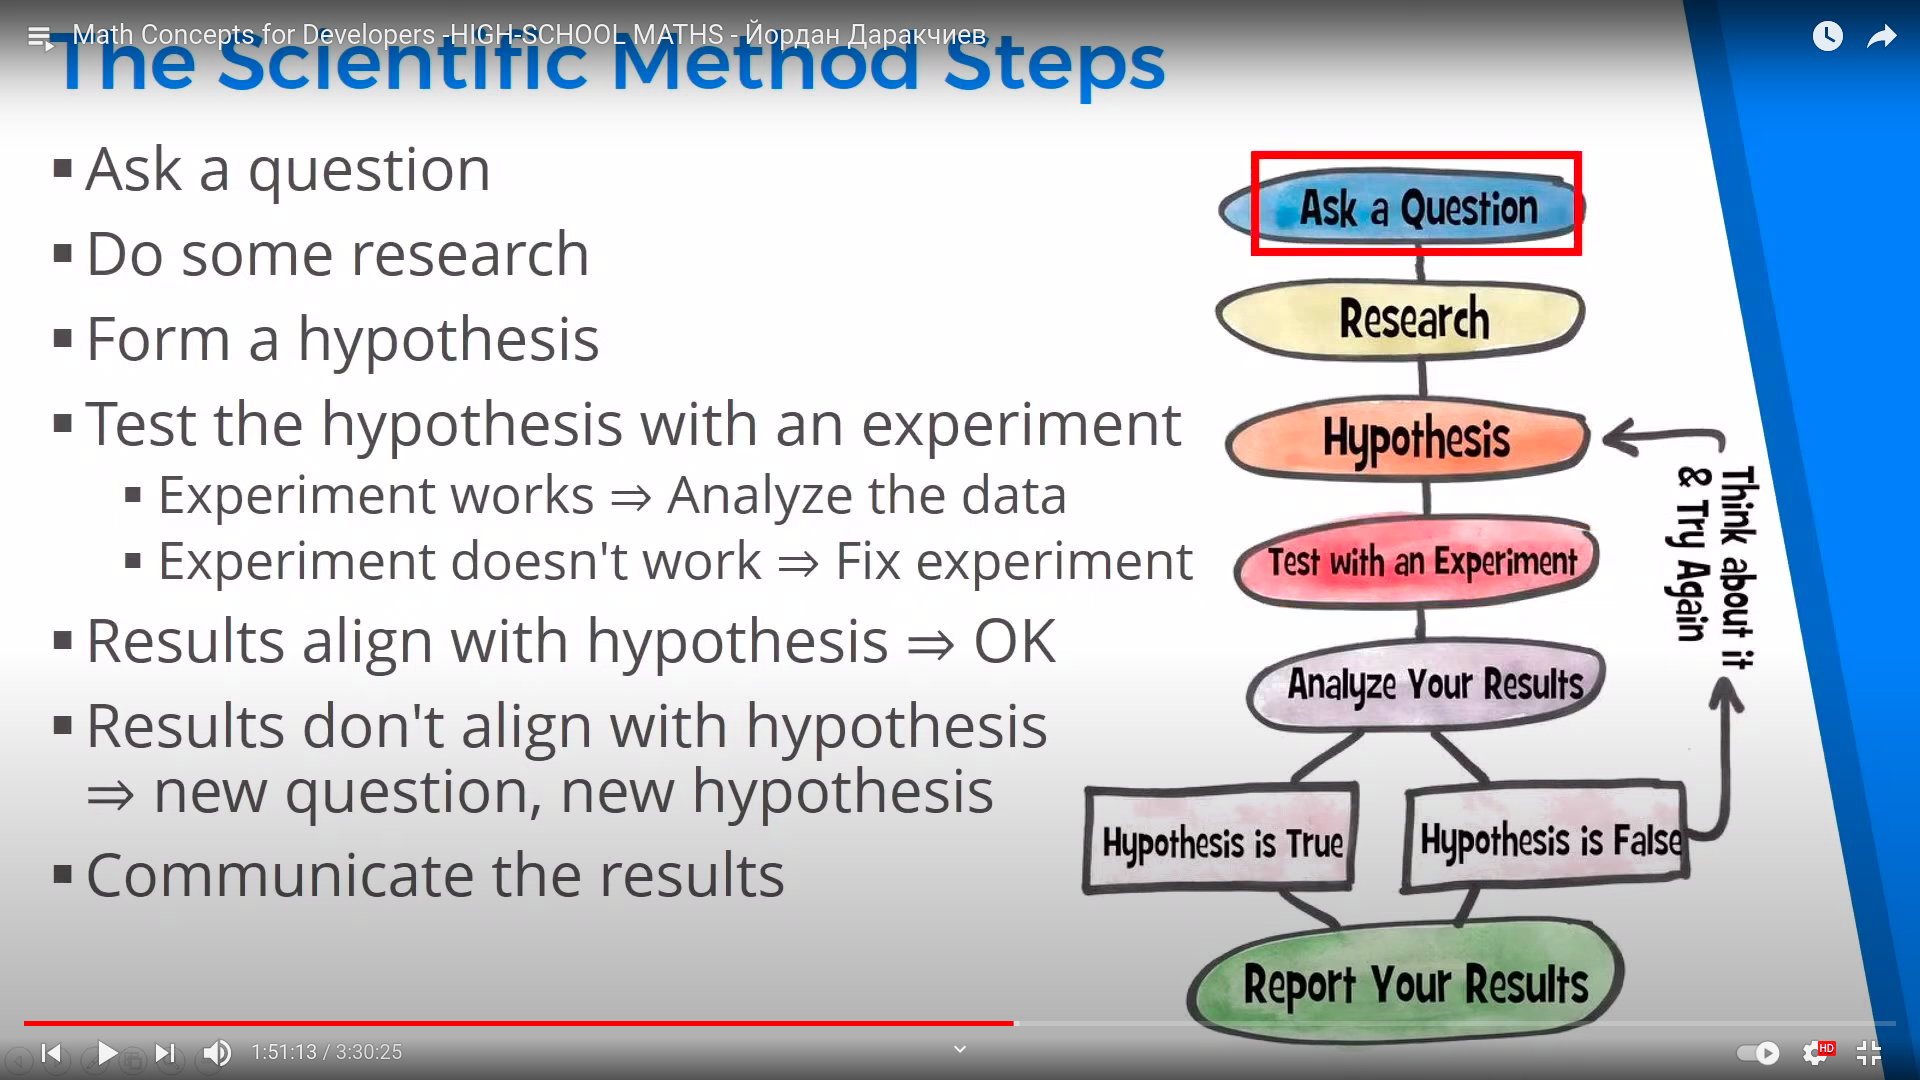 Math Concepts for Developers -HIGH-SCHOOL MATHS - Йордан Даракчиев
The Scientific Method Steps
▪ Ask a question
▪ Do some research
▪ Form a hypothesis
▪ Test the hypothesis with an experiment
▪ Experiment works ⇒ Analyze the data
▪ Experiment doesn't work ⇒ Fix experiment
▪ Results align with hypothesis ⇒ OK
▪ Results don't align with hypothesis
⇒ new question, new hypothesis
▪ Communicate the results
Ask a Question
Research
Hypothesis
Test with an Experiment
Analyze Your Results
Hypothesis is True
Hypothesis is False
Think about it
& Try Again
Report Your Results
1:51:13 / 3:30:25
HD